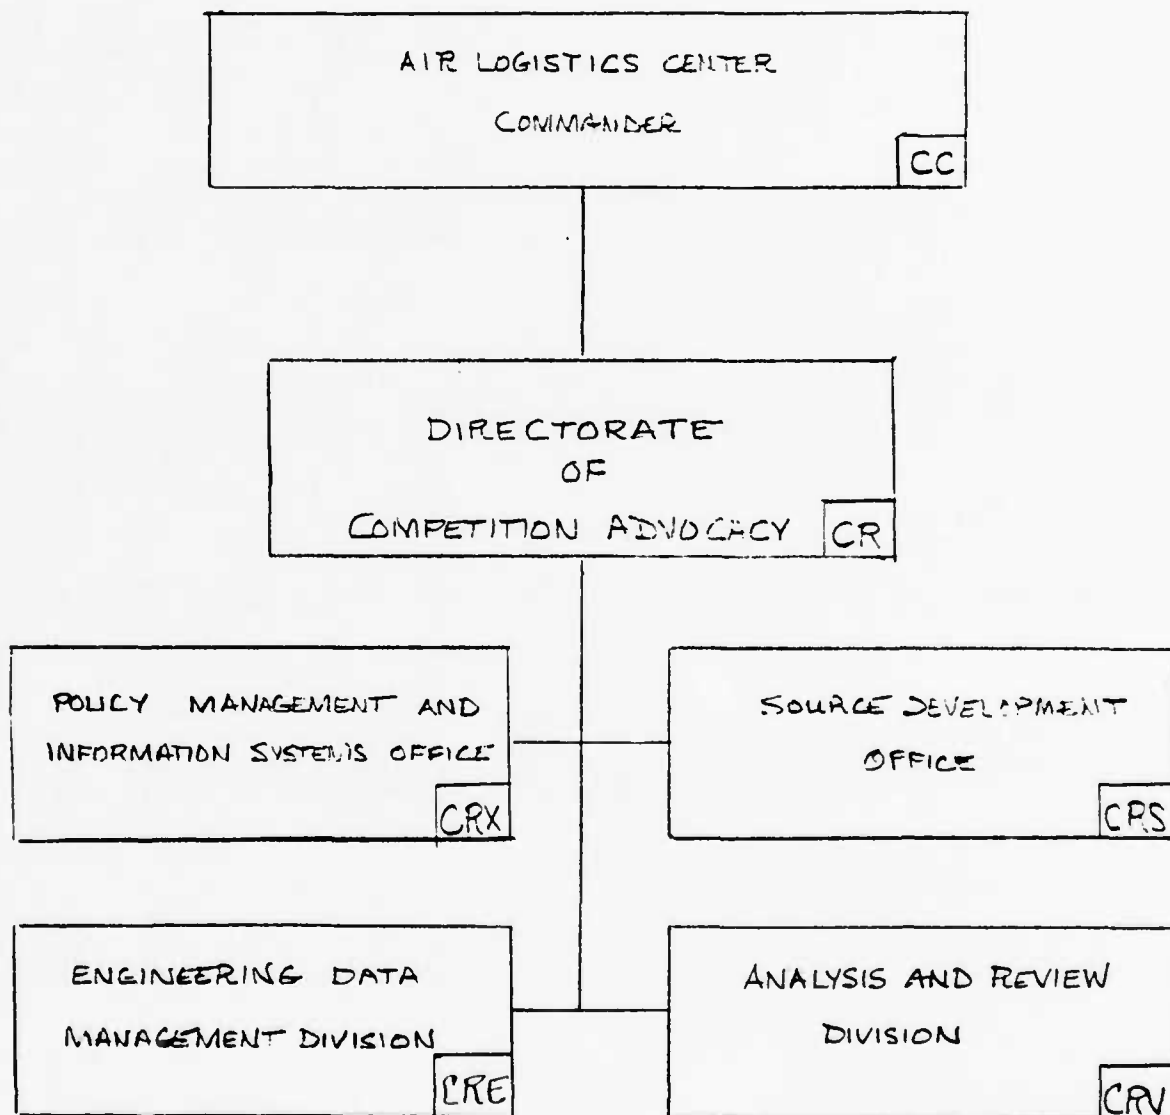 AIR LOGISTICS CENTER
COMMANDER
CC
DIRECTORATE
OF
COMPETITION ADVOCACY
CR
POLICY MANAGEMENT AND
INFORMATION SYSTEMS OFFICE
CRX
SOURCE DEVELOPMENT
OFFICE
CRS
ENGINEERING DATA
MANAGEMENT DIVISION
CRE
ANALYSIS AND REVIEW
DIVISION
CRV